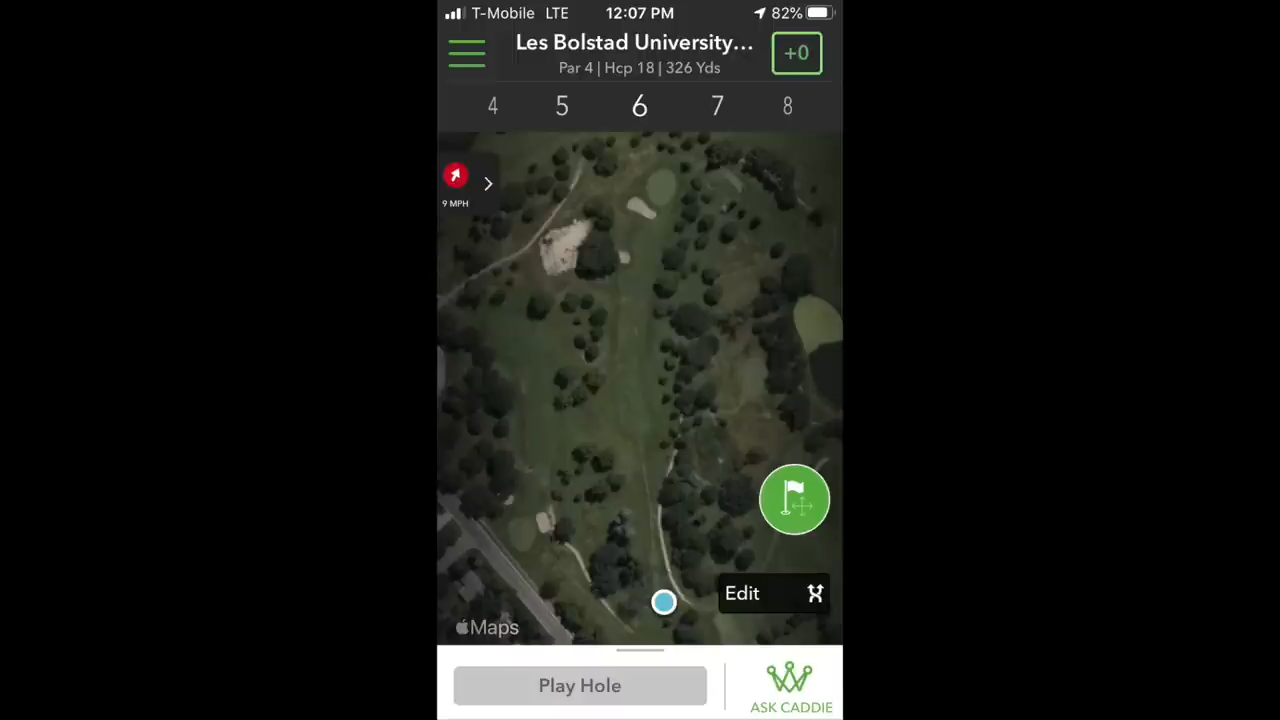 T-Mobile LTE 12:07 PM 82%
Les Bolstad University...
+0
Par 4 | Hcp 18 | 326 Yds
4 5 6 7 8
9 MPH
Edit
Maps
Play Hole
ASK CADDIE